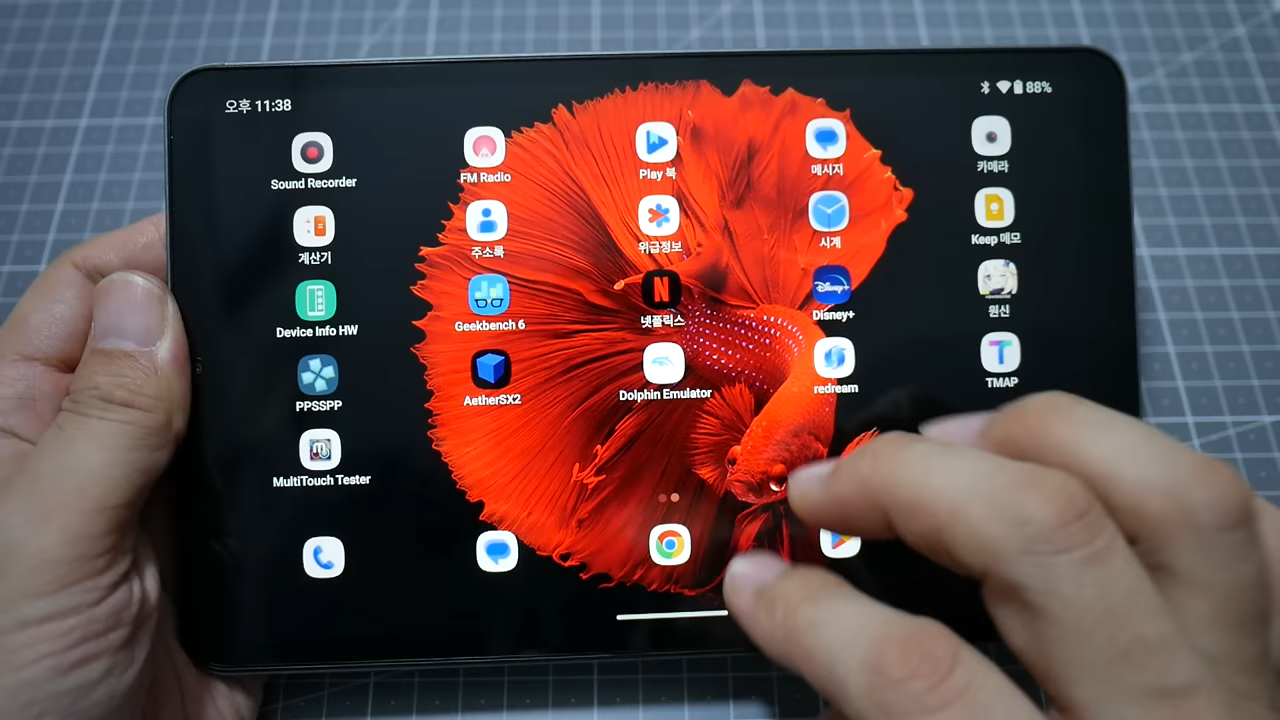 오후 11:38
88%
Sound Recorder
FM Radio
Play 북
메시지
카메라
계산기
주소록
위급정보
시계
Keep 메모
Device Info HW
Geekbench 6
N
넷플릭스
Disney+
Disney+
원신
PPSSPP
AetherSX2
Dolphin Emulator
redream
T
TMAP
MultiTouch Tester